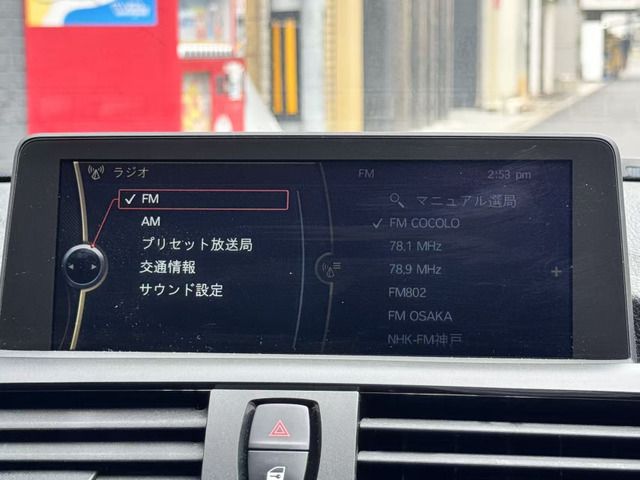 ラジオ
FM
AM
プリセット放送局
交通情報
サウンド設定
FM
2:53 pm
マニュアル選局
FM COCOLO
78.1 MHz
78.9 MHz
FM802
FM OSAKA
NHK-FM神戸